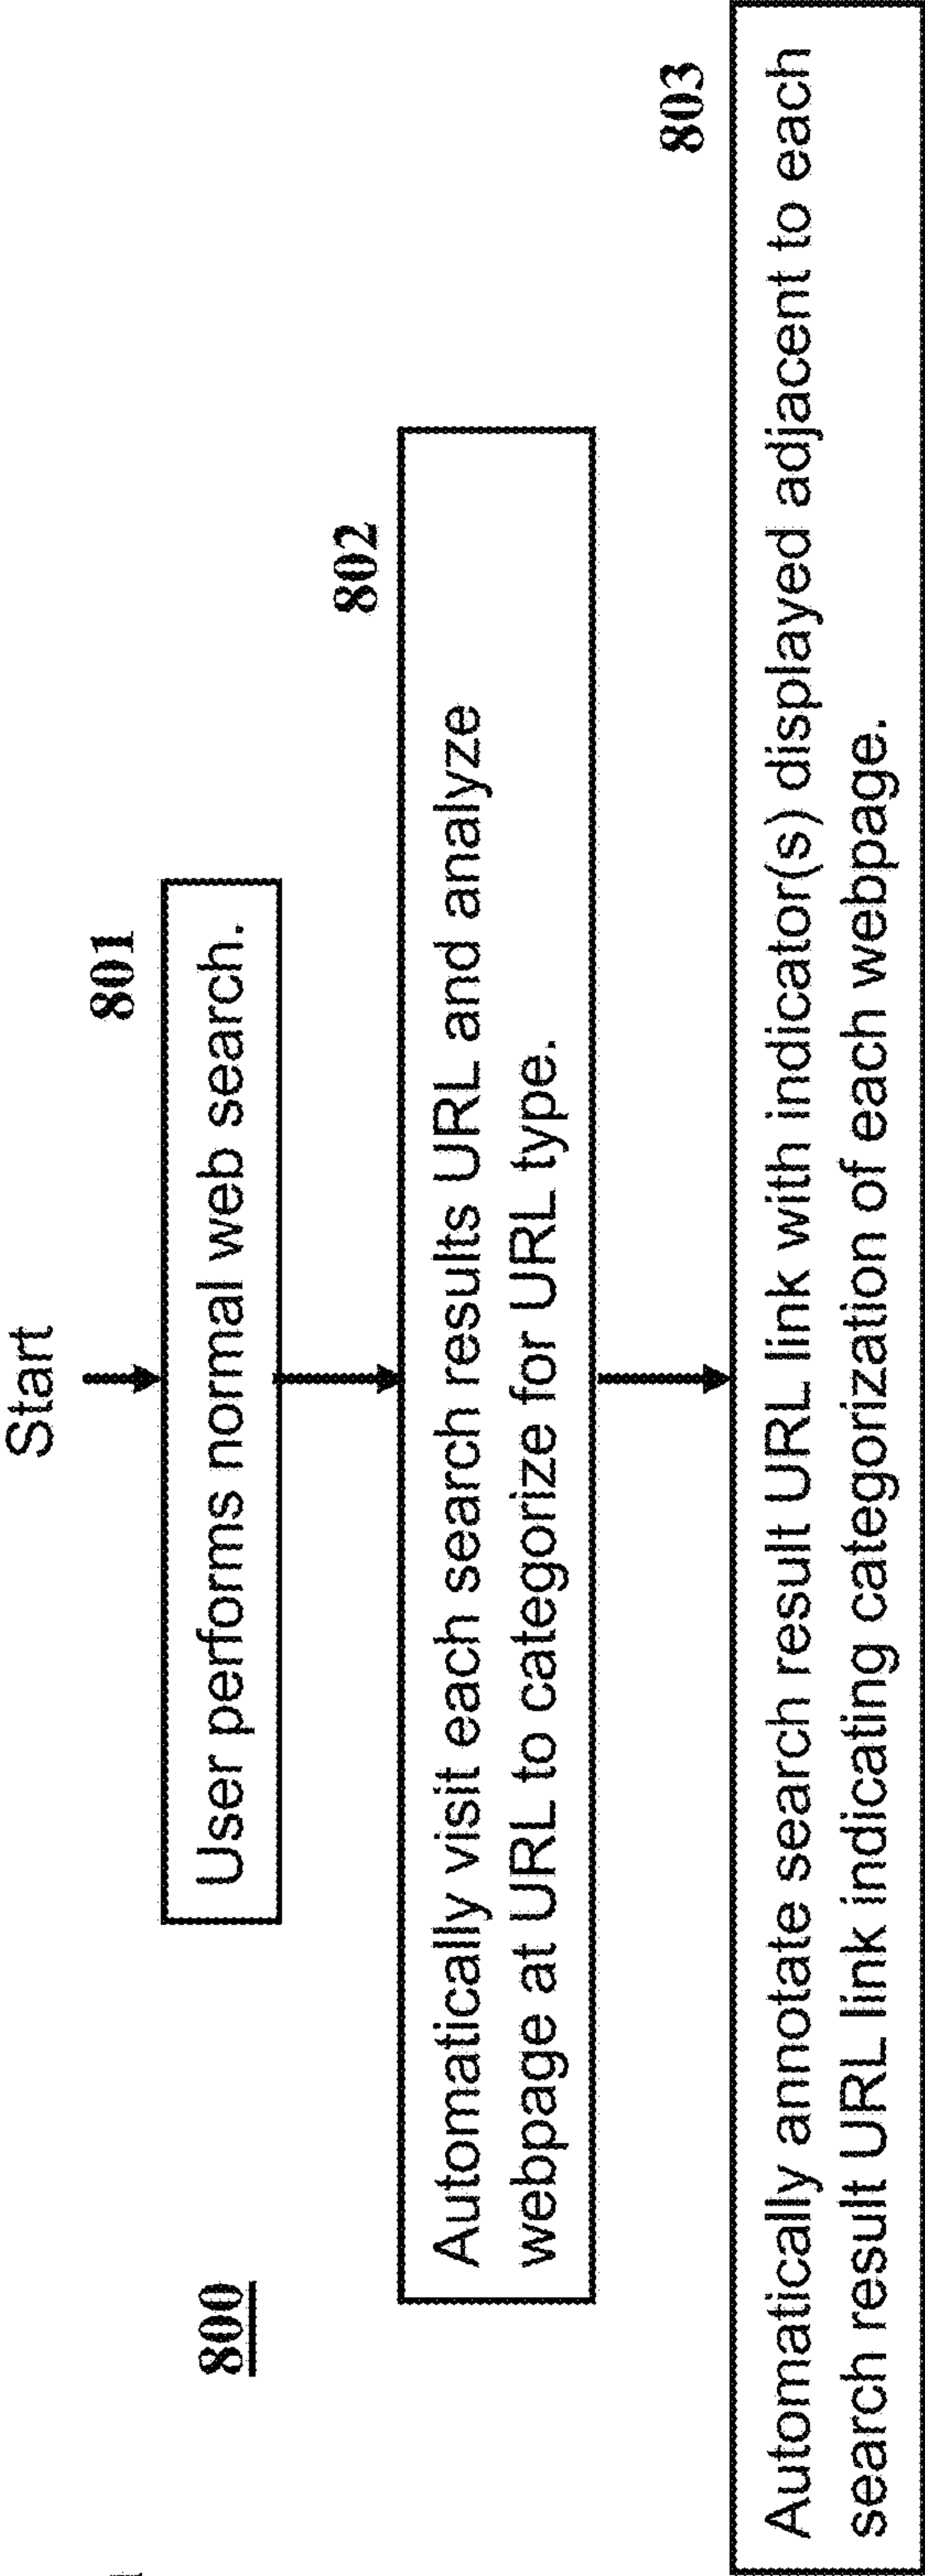 Start
800
801
User performs normal web search.
802
Automatically visit each search results URL and analyze
webpage at URL to categorize for URL type.
803
Automatically annotate search result URL link with indicator(s) displayed adjacent to each
search result URL link indicating categorization of each webpage.